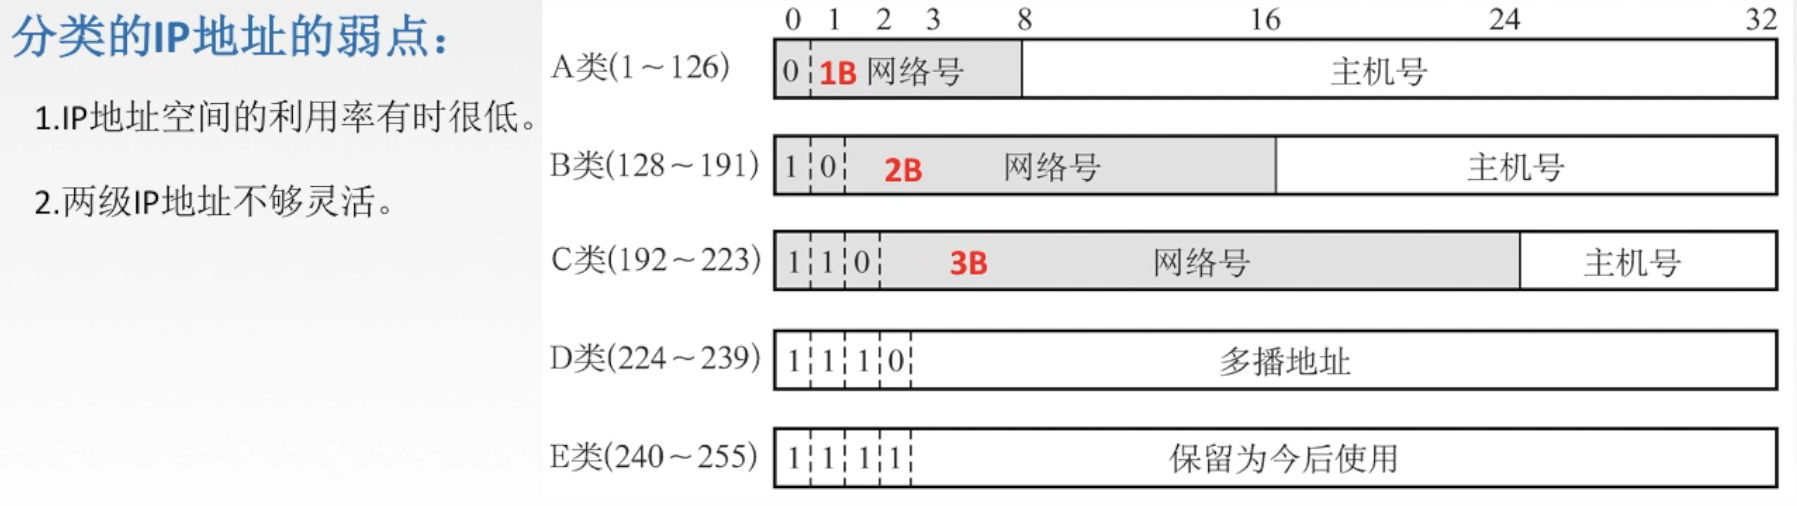 分类的IP地址的弱点：
1.IP地址空间的利用率有时很低。
2.两级IP地址不够灵活。
0 1 2 3 8 16 24 32
A类(1～126) 0 1B 网络号 主机号
B类(128～191) 1 0 2B 网络号 主机号
C类(192～223) 1 1 0 3B 网络号 主机号
D类(224～239) 1 1 1 0 多播地址
E类(240～255) 1 1 1 1 保留为今后使用